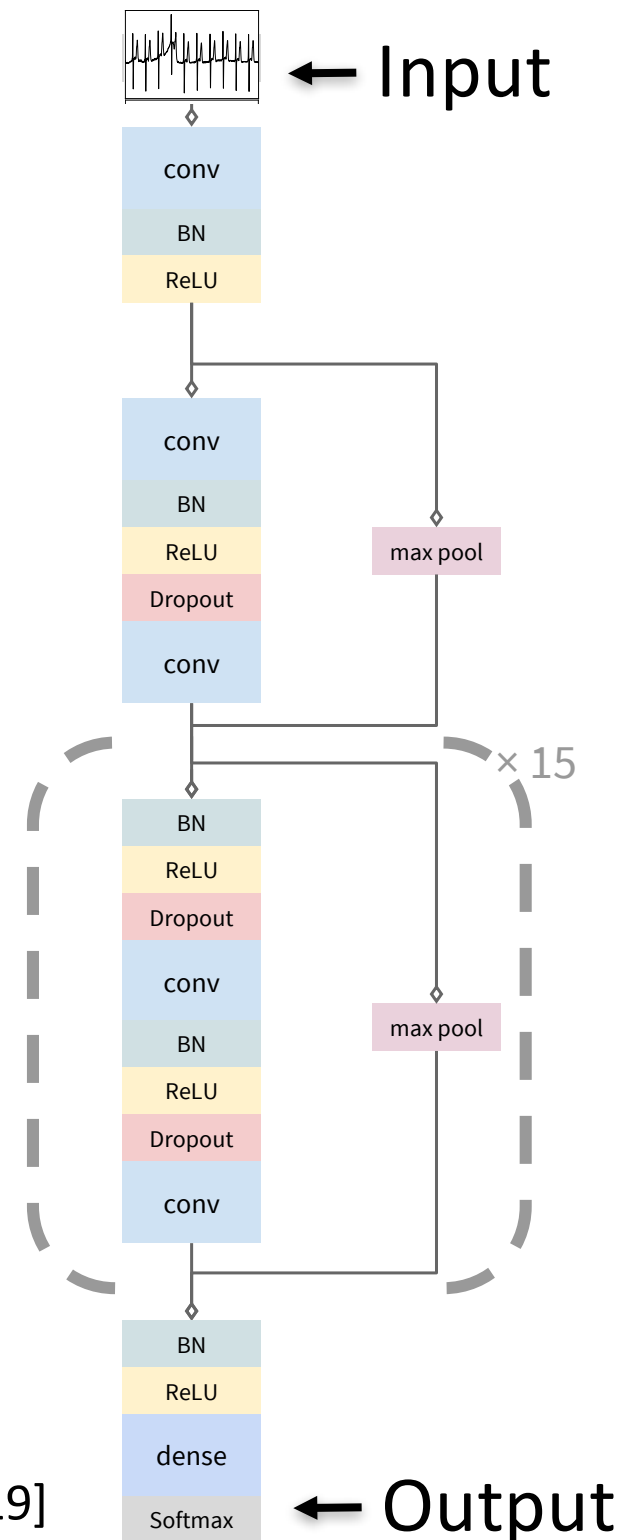 Input
conv
BN
ReLU
conv
BN
ReLU
max pool
Dropout
conv
× 15
BN
ReLU
Dropout
conv
max pool
BN
ReLU
Dropout
conv
BN
ReLU
dense
19]
Output
Softmax